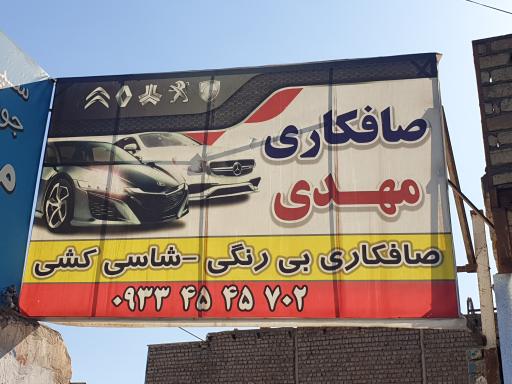 صافکاری
مهدی
صافکاری بی رنگی - شاسی کشی
۰۹۳۳ ۴۵ ۴۵ ۷۰۲